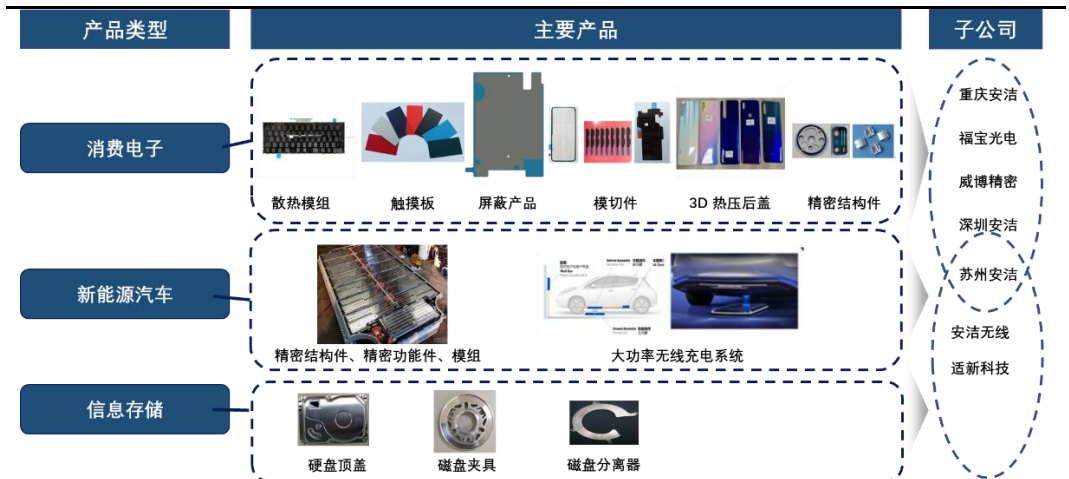 产品类型
主要产品
子公司
消费电子
散热模组
触摸板
屏蔽产品
模切件
3D 热压后盖
精密结构件
新能源汽车
精密结构件、精密功能件、模组
大功率无线充电系统
信息存储
硬盘顶盖
磁盘夹具
磁盘分离器
重庆安洁
福宝光电
威博精密
深圳安洁
苏州安洁
安洁无线
适新科技